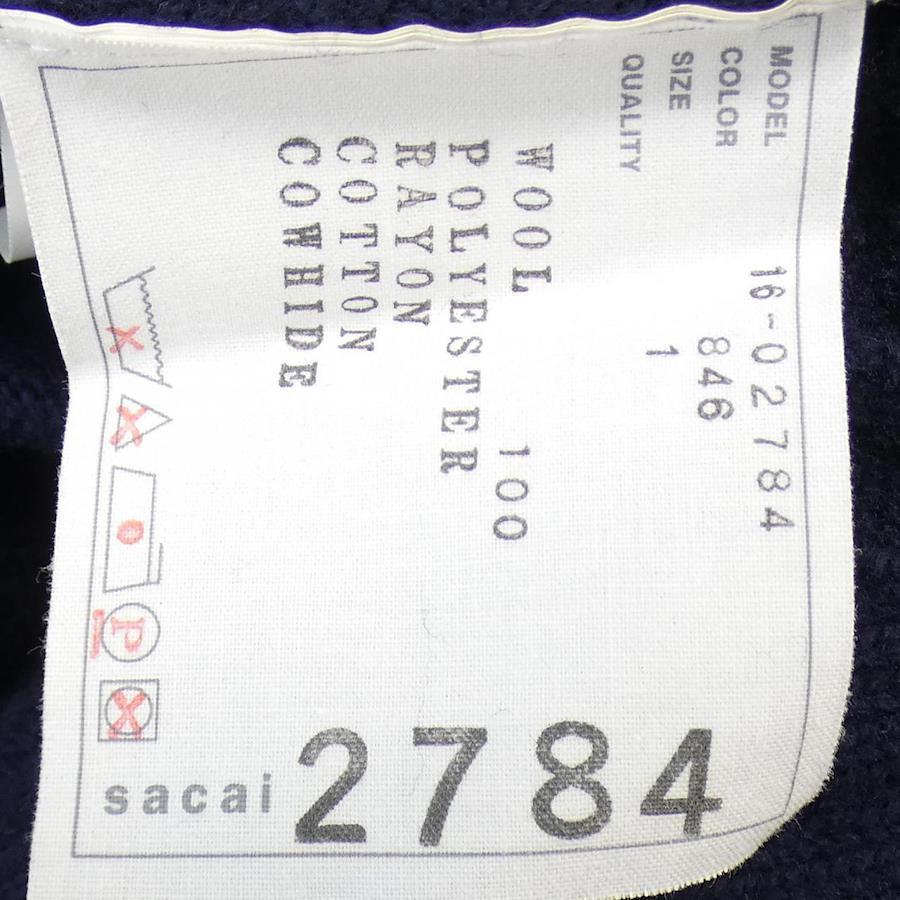 MODEL 16-02784
COLOR 846
SIZE 1
QUALITY
WOOL 100
POLYESTER
RAYON
COTTON
COWHIDE
P
sacai 2784